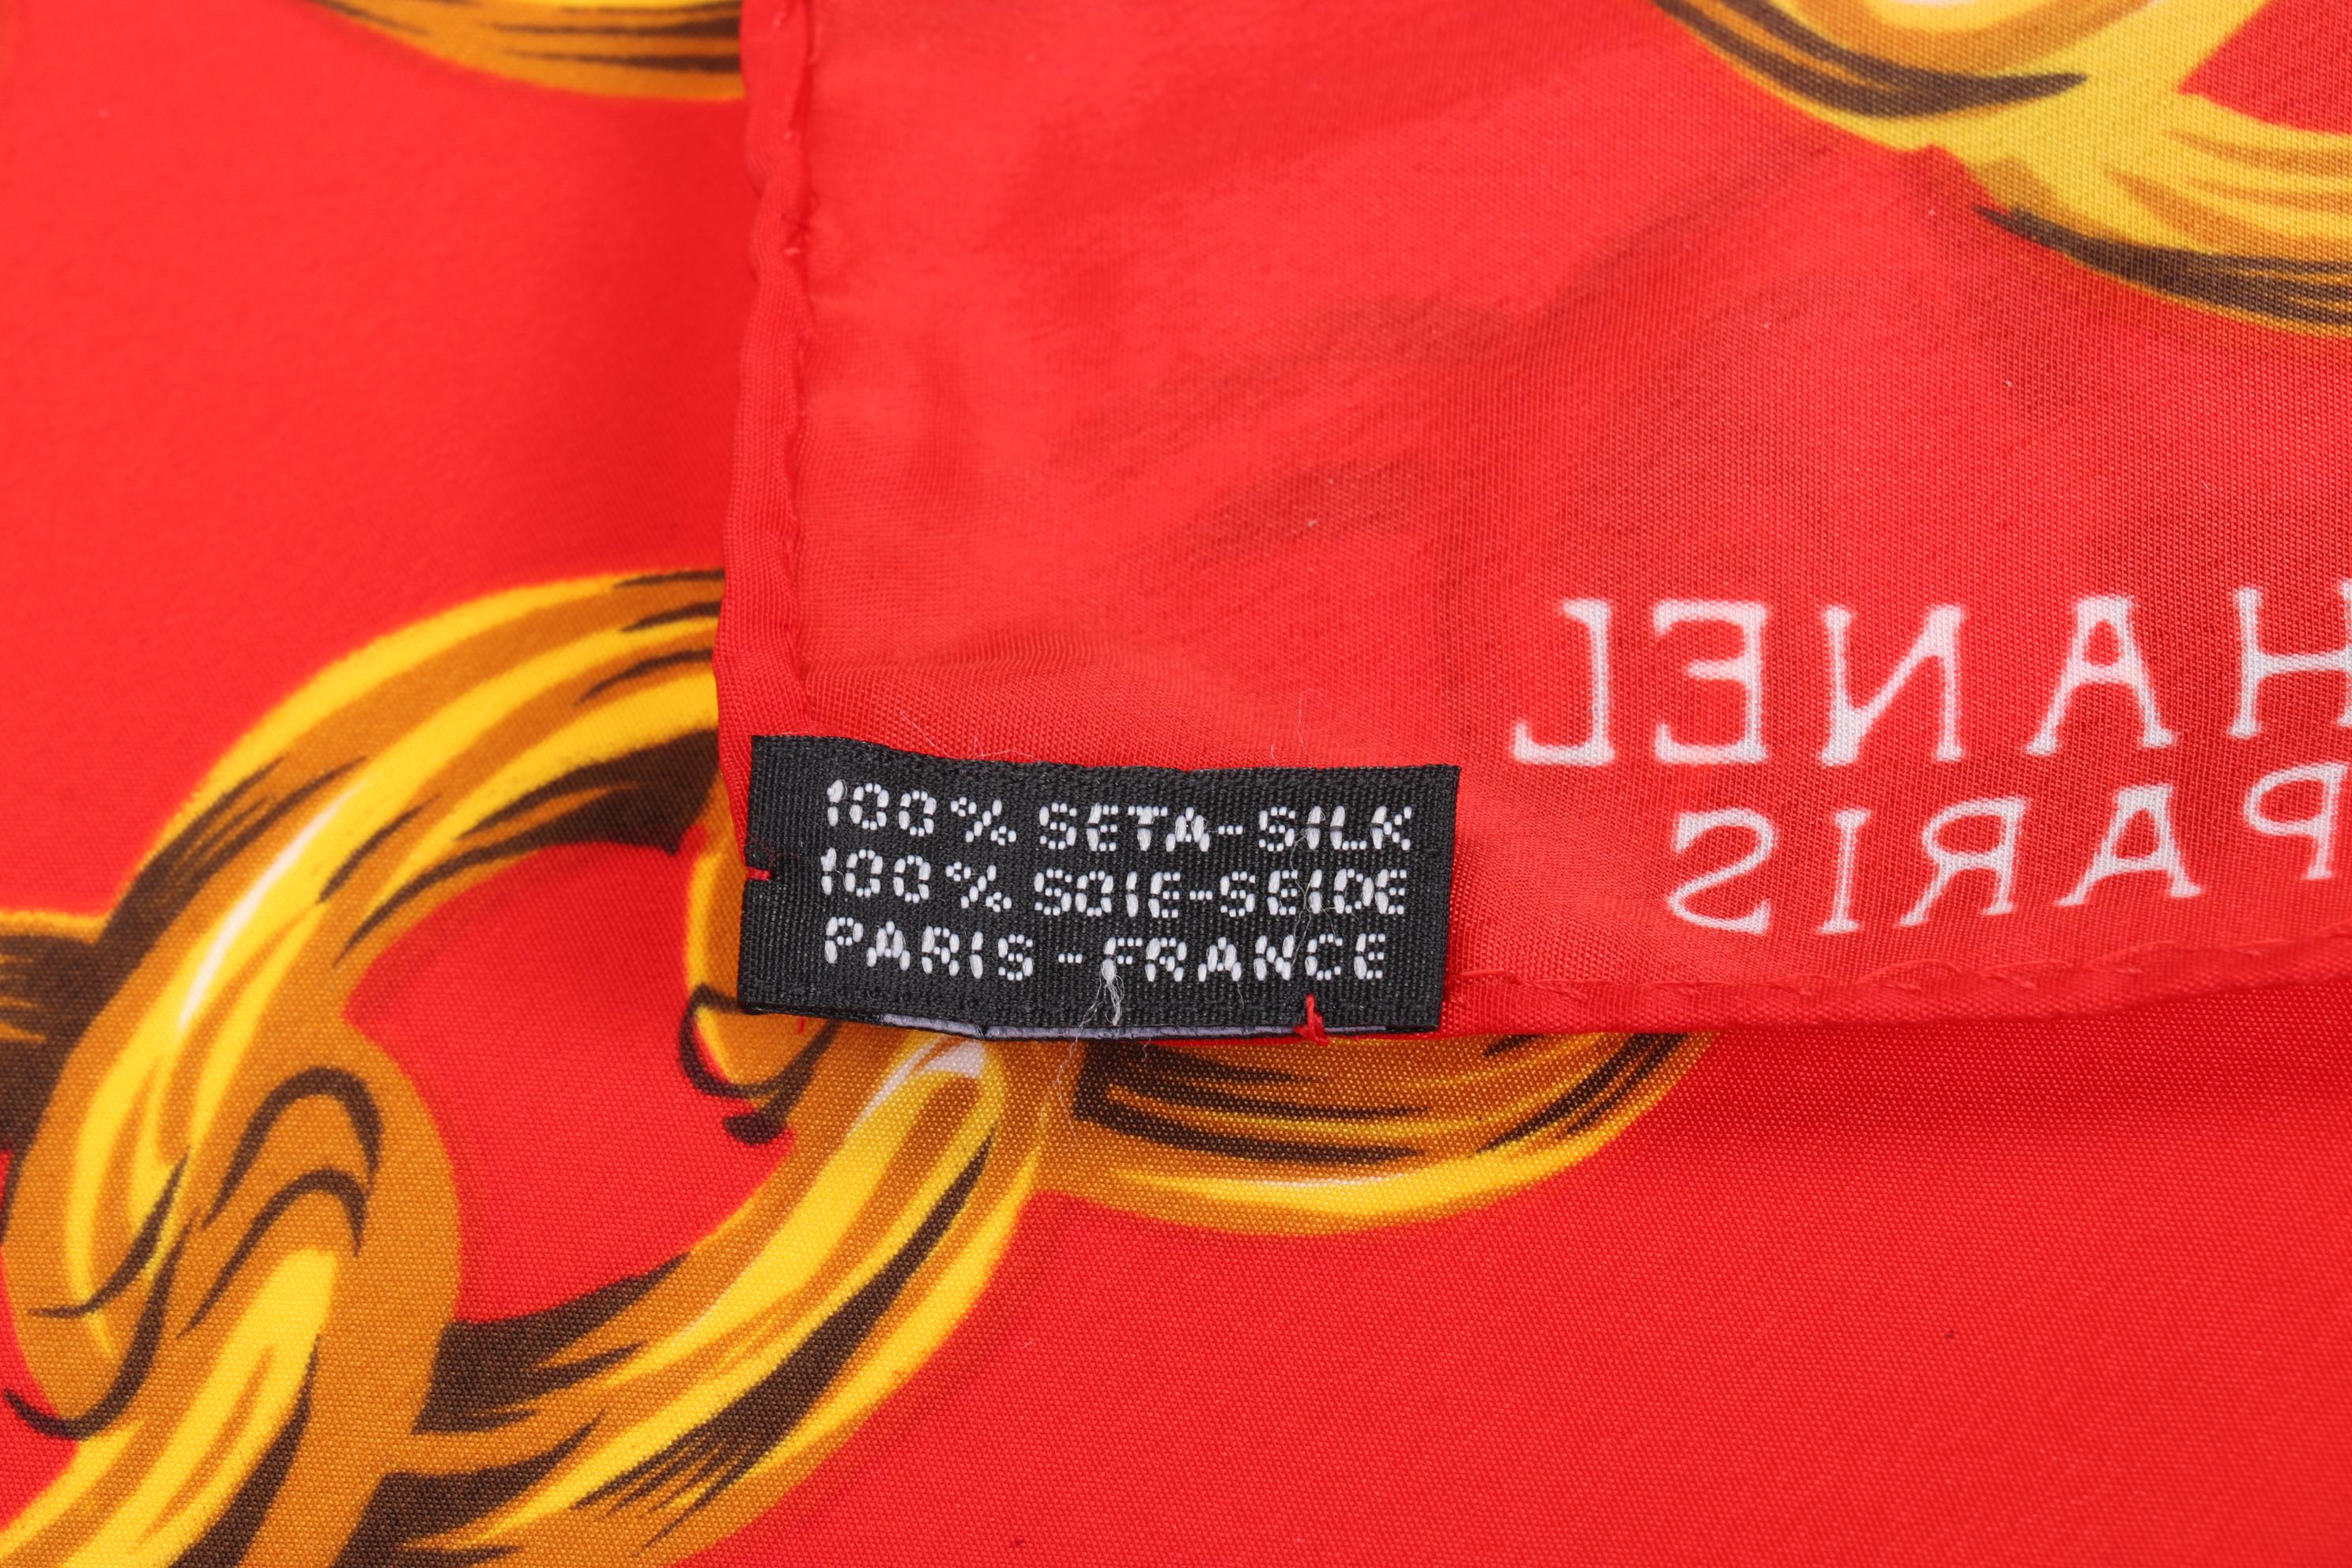 100% SETA-SILK
100% SOIE-SEIDE
PARIS-FRANCE
HANEL
PARIS